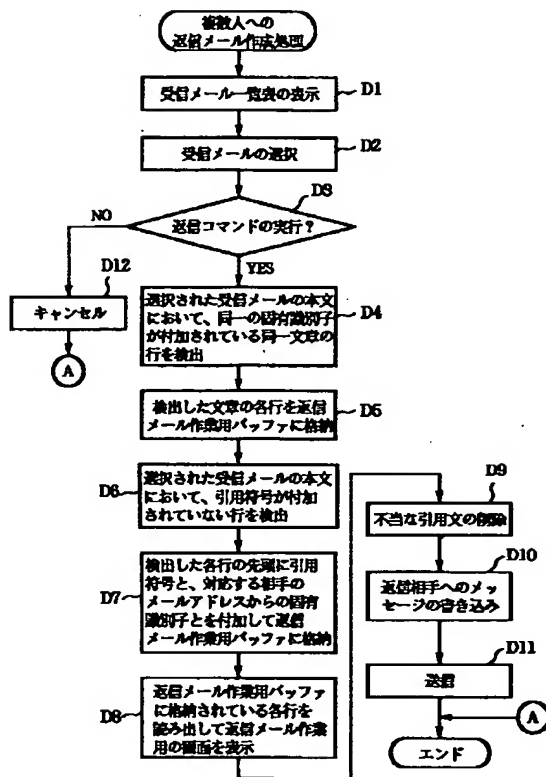 複数人への
返信メール作成処理
受信メール一覧表の表示
D1
受信メールの選択
D2
返信コマンドの実行？
D3
NO
YES
D12
キャンセル
A
選択された受信メールの本文
において、同一の固有識別子
が付加されている同一文章の
行を検出
D4
検出した文章の各行を返信
メール作業用バッファに格納
D5
D6
選択された受信メールの本文
において、引用符号が付加
されていない行を検出
D7
検出した各行の先頭に引用
符号と、対応する相手の
メールアドレスからの固有
識別子とを付加して返信
メール作業用バッファに格納
D8
返信メール作業用バッファ
に格納されている各行を
読み出して返信メール作業
用の画面を表示
D9
不当な引用文の削除
D10
返信相手へのメッ
セージの書き込み
D11
送信
A
エンド